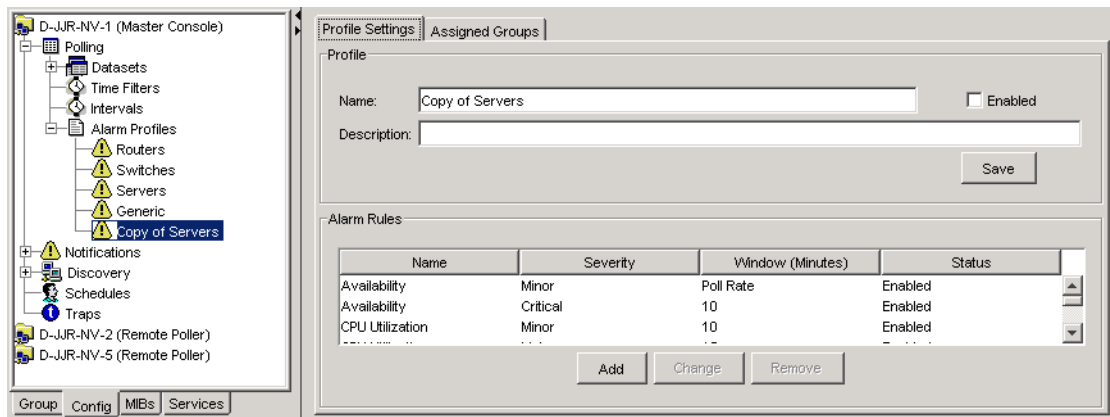 D-JJR-NV-1 (Master Console)
Polling
Datasets
Time Filters
Intervals
Alarm Profiles
Routers
Switches
Servers
Generic
Copy of Servers
Notifications
Discovery
Schedules
Traps
D-JJR-NV-2 (Remote Poller)
D-JJR-NV-5 (Remote Poller)
Group Config MIBs Services
Profile Settings Assigned Groups
Profile
Name: Copy of Servers Enabled
Description:
Save
Alarm Rules
Name Severity Window (Minutes) Status
Availability Minor Poll Rate Enabled
Availability Critical 10 Enabled
CPU Utilization Minor 10 Enabled
Add Change Remove